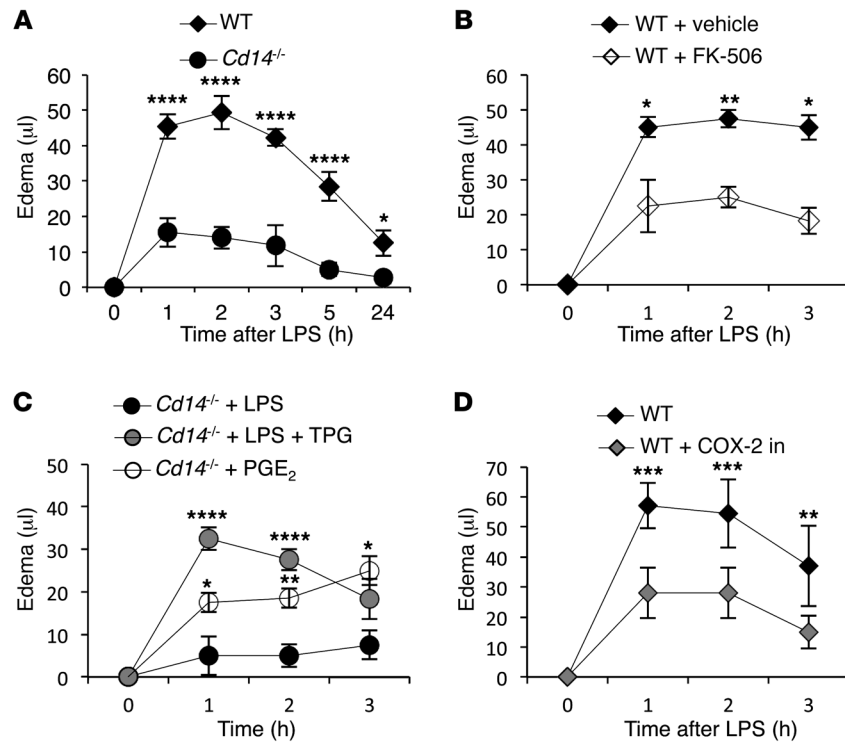 A
WT
Cd14-/-
Edema (μl)
60
50
40
30
20
10
0
**** **** **** **** *
0 1 2 3 5 24
Time after LPS (h)
B
WT + vehicle
WT + FK-506
Edema (μl)
60
50
40
30
20
10
0
* ** *
0 1 2 3
Time after LPS (h)
C
Cd14-/- + LPS
Cd14-/- + LPS + TPG
Cd14-/- + PGE2
Edema (μl)
50
40
30
20
10
0
**** **** *
* **
0 1 2 3
Time (h)
D
WT
WT + COX-2 in
Edema (μl)
70
60
50
40
30
20
10
0
*** *** **
0 1 2 3
Time after LPS (h)